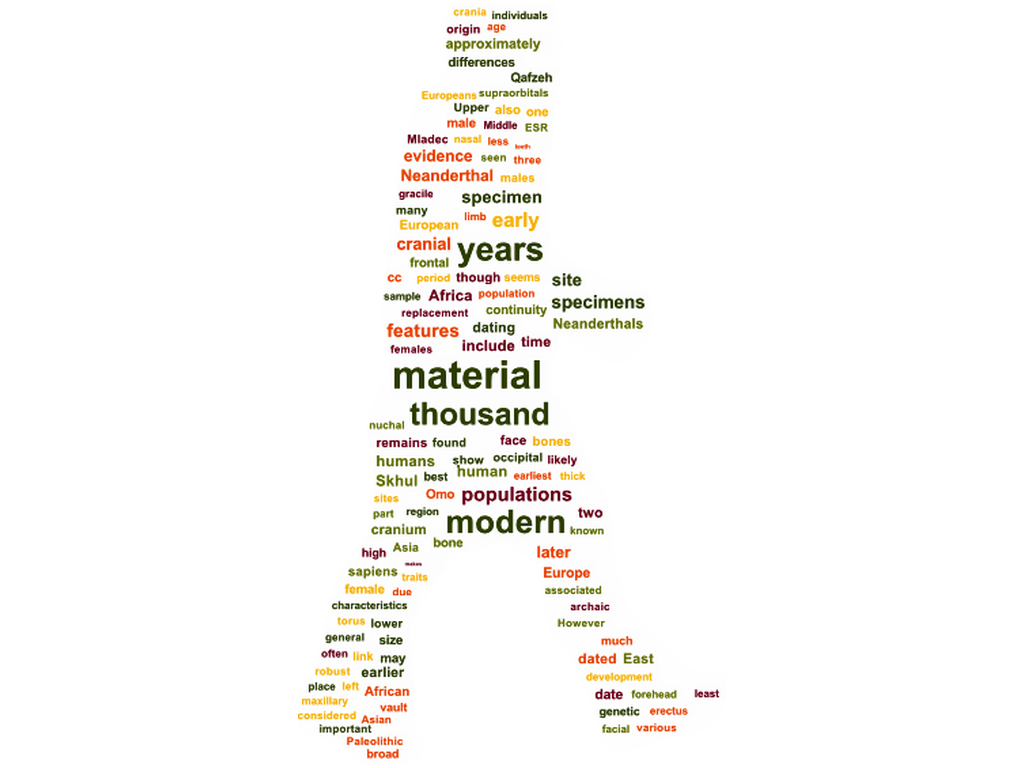 crania individuals
origin age
approximately
differences
Qafzeh
Europeans supraorbitals
Upper also one
male Middle ESR
Mladec nasal less teeth
evidence seen three
Neanderthal males
gracile specimen
many limb early
European
cranial years
frontal
cc period though seems site
sample Africa population specimens
replacement continuity Neanderthals
features dating
females include time
material
thousand
nuchal
remains found face bones
humans show occipital likely
Skhul best human earliest thick
sites Omo populations
part region modern two
cranium known
high Asia bone later
makes
sapiens traits Europe
female due associated
characteristics archaic
torus lower However
general size much
often link may dated East
robust earlier development
place left African date forehead least
maxillary vault genetic erectus
considered Asian
important facial various
Paleolithic
broad